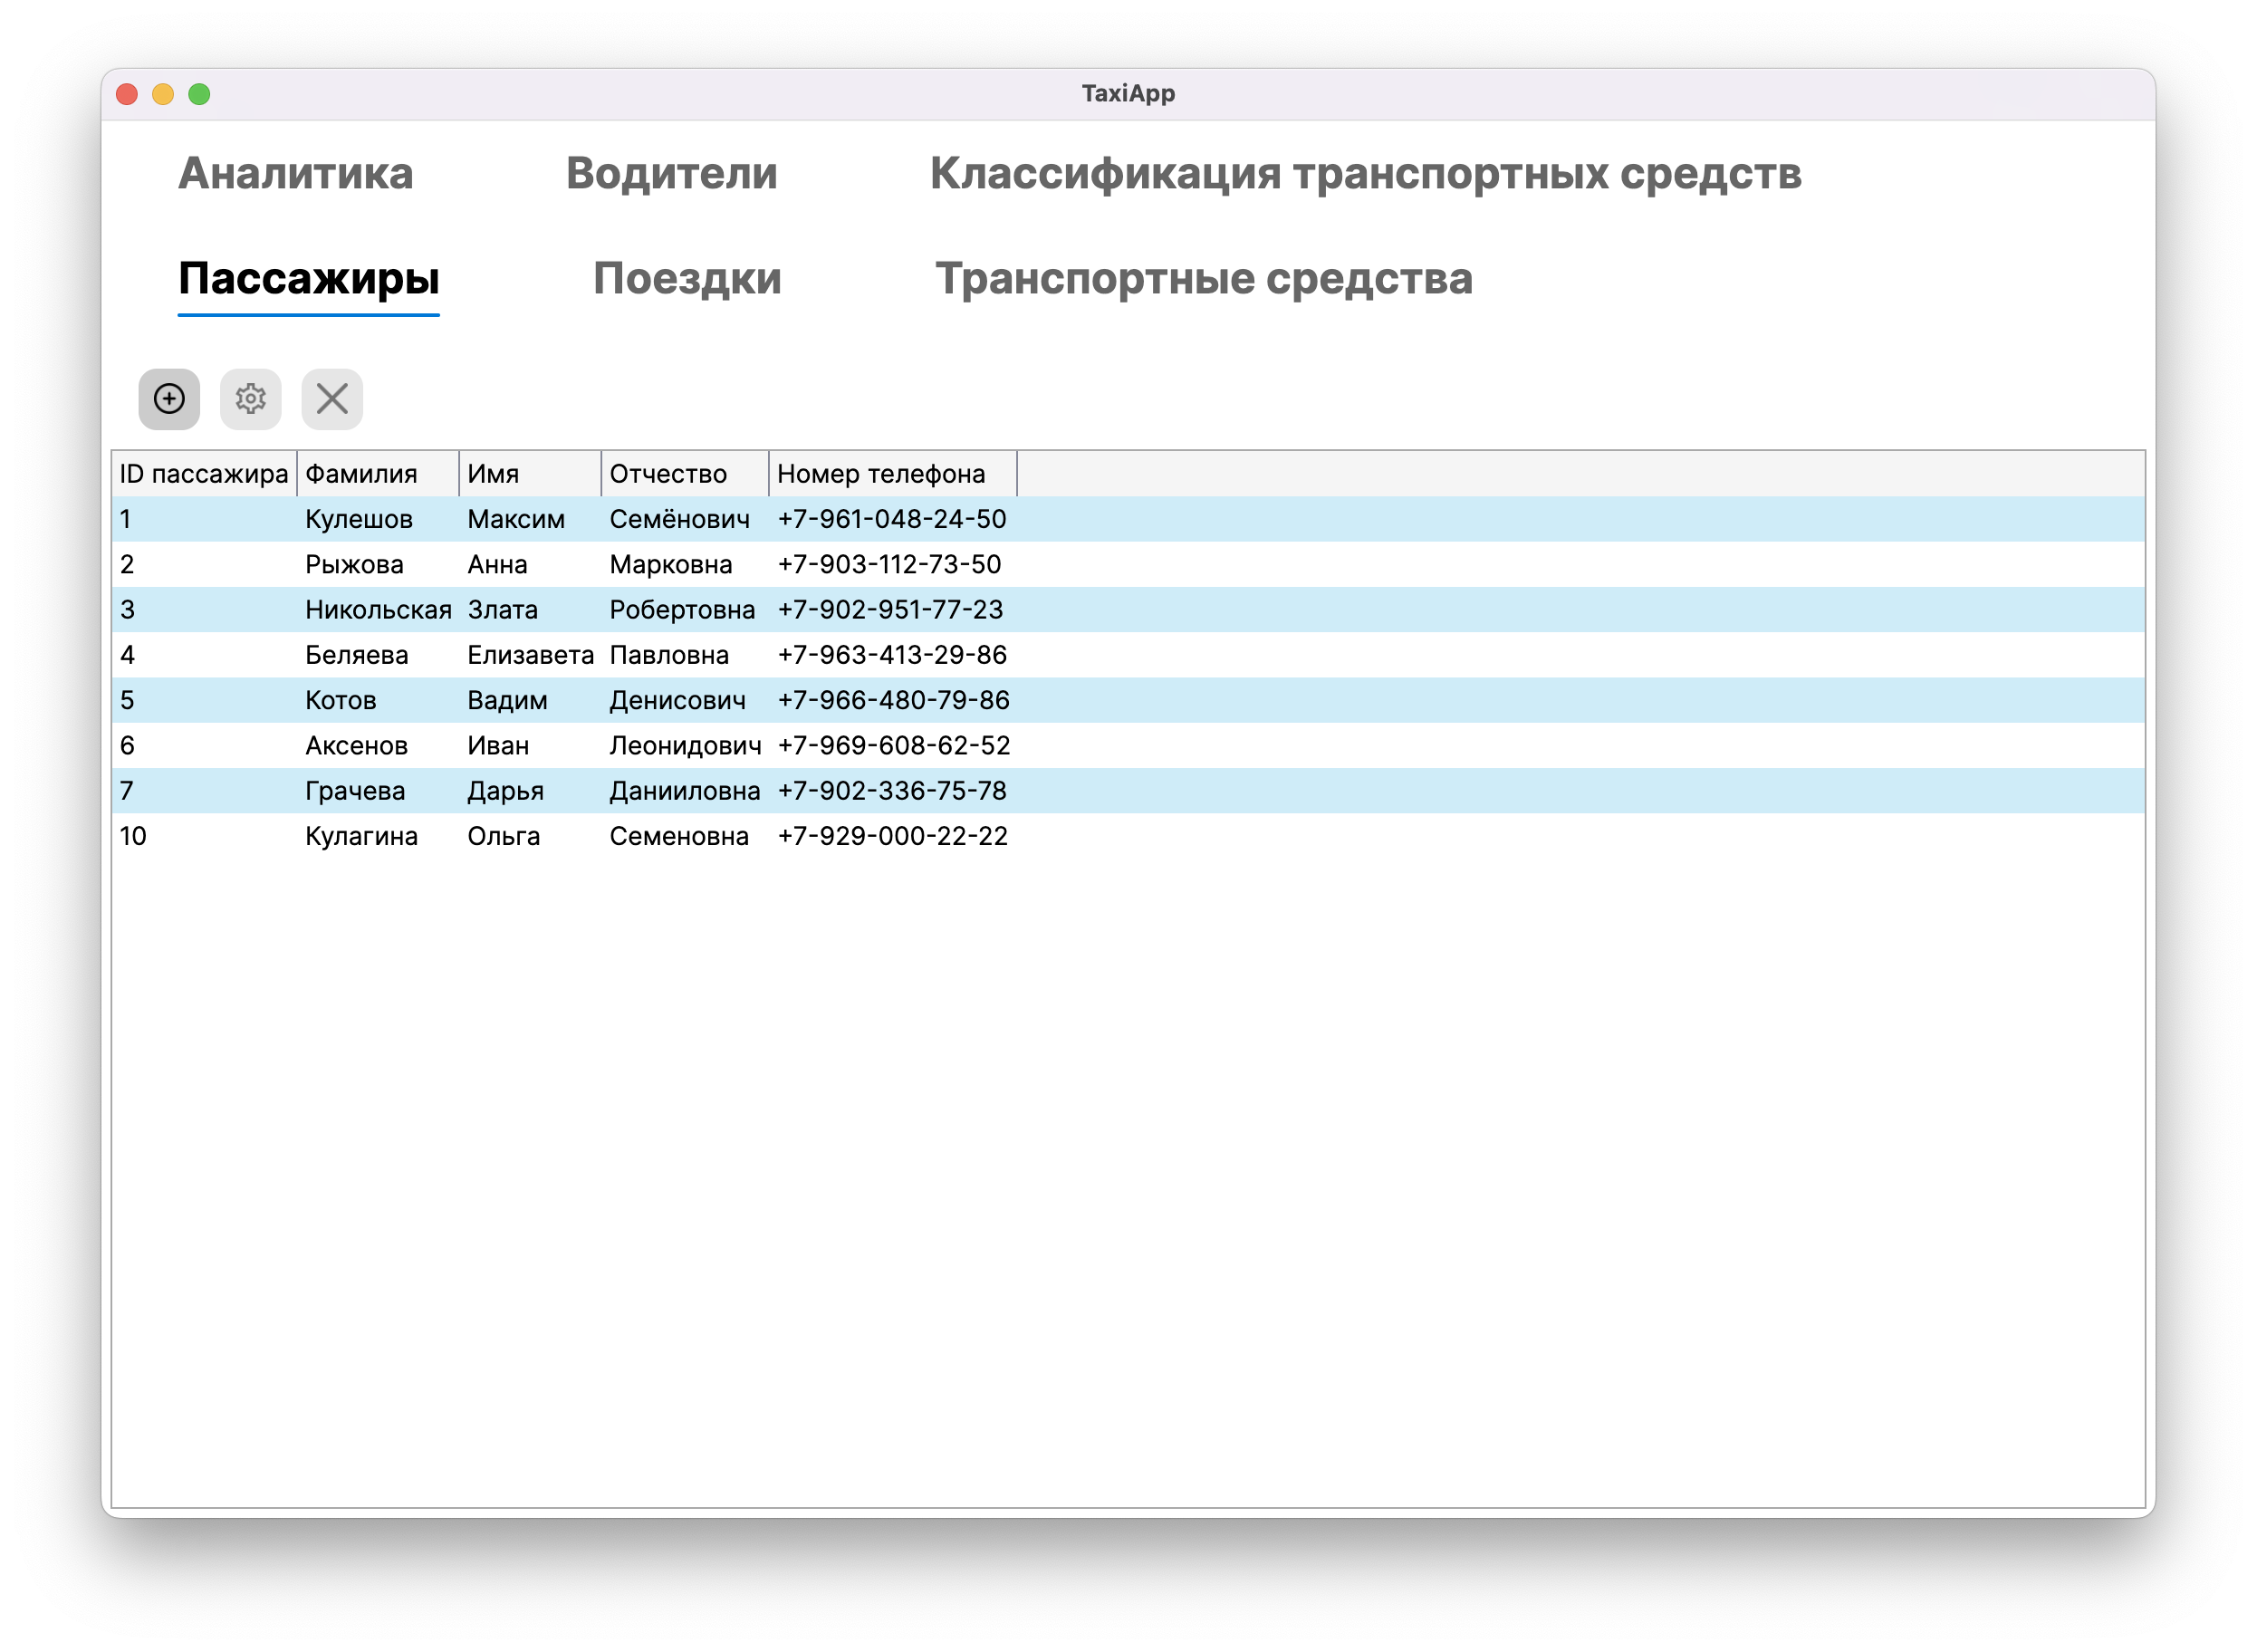 TaxiApp
Аналитика Водители Классификация транспортных средств
Пассажиры Поездки Транспортные средства
ID пассажира Фамилия Имя Отчество Номер телефона
1 Кулешов Максим Семёнович +7-961-048-24-50
2 Рыжова Анна Марковна +7-903-112-73-50
3 Никольская Злата Робертовна +7-902-951-77-23
4 Беляева Елизавета Павловна +7-963-413-29-86
5 Котов Вадим Денисович +7-966-480-79-86
6 Аксенов Иван Леонидович +7-969-608-62-52
7 Грачева Дарья Данииловна +7-902-336-75-78
10 Кулагина Ольга Семеновна +7-929-000-22-22